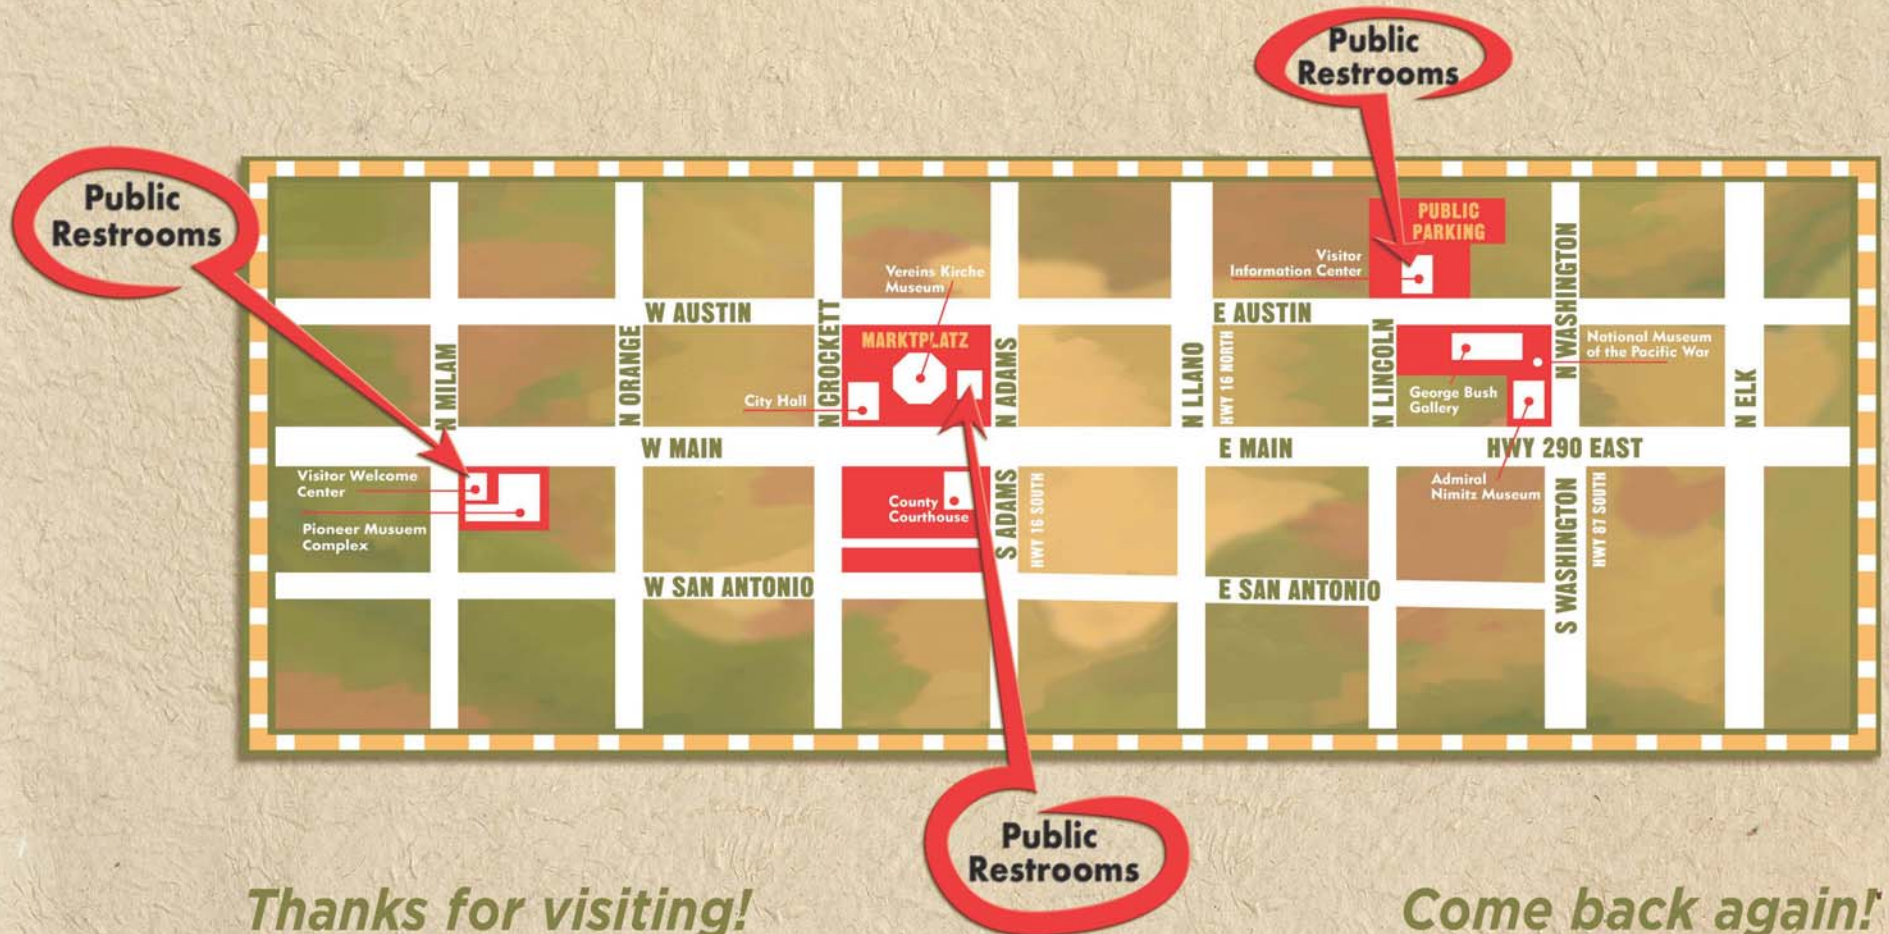 Public
Restrooms
Public
Restrooms
PUBLIC
PARKING
Visitor
Information Center
Vereins Kirche
Museum
W AUSTIN
E AUSTIN
N MILAM
N ORANGE
N CROCKETT
MARKTPLATZ
N ADAMS
N LLANO
HWY 16 NORTH
N LINCOLN
N WASHINGTON
National Museum
of the Pacific War
George Bush
Gallery
N ELK
City Hall
W MAIN
E MAIN
HWY 290 EAST
Visitor Welcome
Center
Pioneer Musuem
Complex
County
Courthouse
S ADAMS
HWY 16 SOUTH
Admiral
Nimitz Museum
S WASHINGTON
HWY 87 SOUTH
W SAN ANTONIO
E SAN ANTONIO
Public
Restrooms
Thanks for visiting!
Come back again!